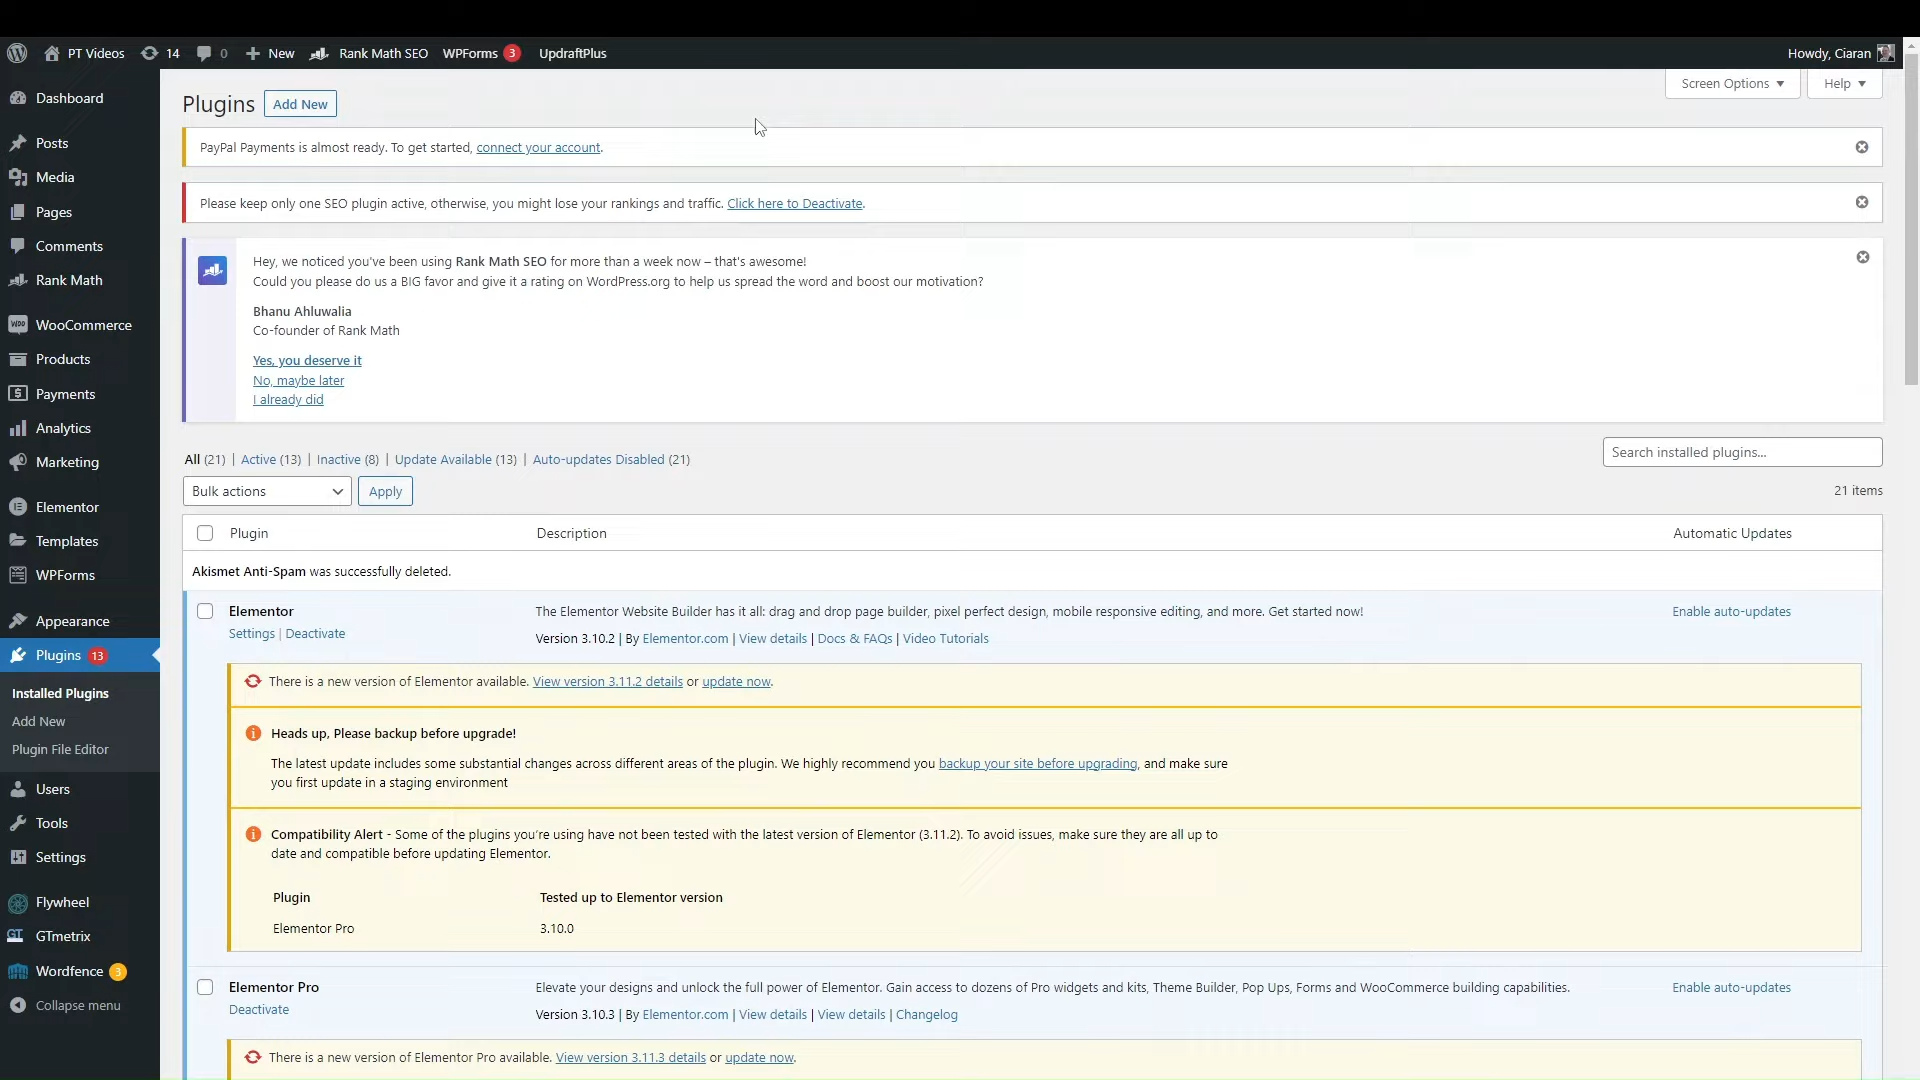 PT Videos 14 0 New Rank Math SEO WPForms 3 UpdraftPlus Howdy, Ciaran
Screen Options Help
Dashboard
Posts
Media
Pages
Comments
Rank Math
WooCommerce
Products
Payments
Analytics
Marketing
Elementor
Templates
WPForms
Appearance
Plugins 13
Installed Plugins
Add New
Plugin File Editor
Users
Tools
Settings
Flywheel
GTmetrix
Wordfence 3
Collapse menu
Plugins Add New
PayPal Payments is almost ready. To get started, connect your account.
Please keep only one SEO plugin active, otherwise, you might lose your rankings and traffic. Click here to Deactivate.
Hey, we noticed you've been using Rank Math SEO for more than a week now – that's awesome!
Could you please do us a BIG favor and give it a rating on WordPress.org to help us spread the word and boost our motivation?
Bhanu Ahluwalia
Co-founder of Rank Math
Yes, you deserve it
No, maybe later
I already did
All (21) | Active (13) | Inactive (8) | Update Available (13) | Auto-updates Disabled (21)
Search installed plugins...
Bulk actions Apply
21 items
Plugin Description Automatic Updates
Akismet Anti-Spam was successfully deleted.
Elementor The Elementor Website Builder has it all: drag and drop page builder, pixel perfect design, mobile responsive editing, and more. Get started now! Enable auto-updates
Settings | Deactivate
Version 3.10.2 | By Elementor.com | View details | Docs & FAQs | Video Tutorials
There is a new version of Elementor available. View version 3.11.2 details or update now.
Heads up, Please backup before upgrade!
The latest update includes some substantial changes across different areas of the plugin. We highly recommend you backup your site before upgrading, and make sure
you first update in a staging environment
Compatibility Alert - Some of the plugins you're using have not been tested with the latest version of Elementor (3.11.2). To avoid issues, make sure they are all up to
date and compatible before updating Elementor.
Plugin Tested up to Elementor version
Elementor Pro 3.10.0
Elementor Pro Elevate your designs and unlock the full power of Elementor. Gain access to dozens of Pro widgets and kits, Theme Builder, Pop Ups, Forms and WooCommerce building capabilities. Enable auto-updates
Deactivate
Version 3.10.3 | By Elementor.com | View details | View details | Changelog
There is a new version of Elementor Pro available. View version 3.11.3 details or update now.